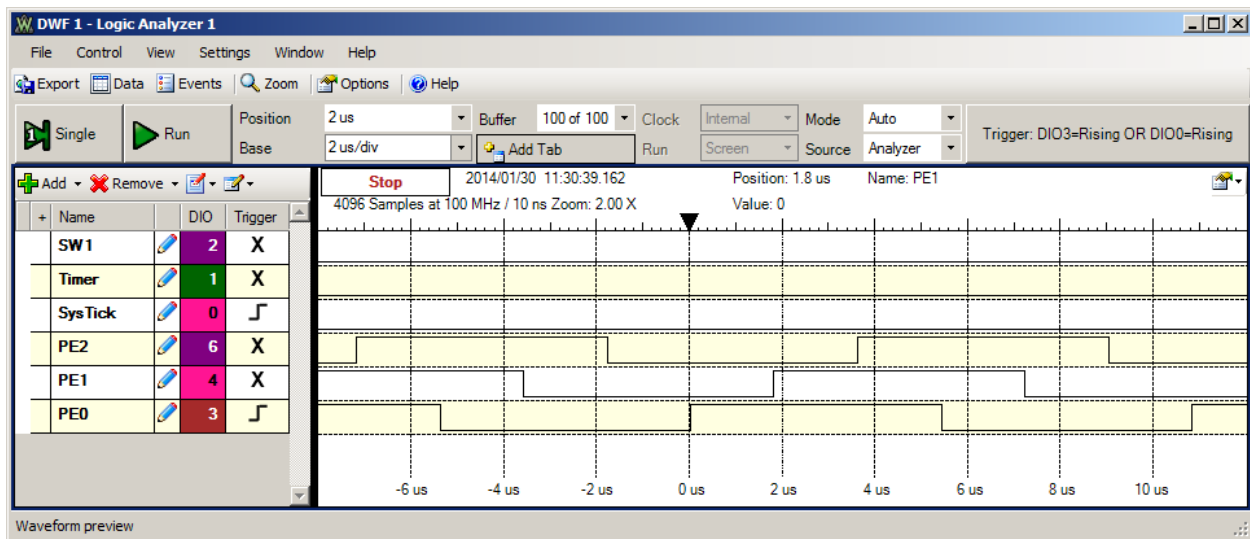 DWF 1 - Logic Analyzer 1
File Control View Settings Window Help
Export Data Events Zoom Options Help
Single Run Position 2 us Buffer 100 of 100 Clock Internal Mode Auto Trigger: DIO3=Rising OR DIO0=Rising
Base 2 us/div Add Tab Run Screen Source Analyzer
Add Remove Stop 2014/01/30 11:30:39.162 Position: 1.8 us Name: PE1
4096 Samples at 100 MHz / 10 ns Zoom: 2.00 X Value: 0
+ Name DIO Trigger
SW1 2 X
Timer 1 X
SysTick 0
PE2 6 X
PE1 4 X
PE0 3
-6 us -4 us -2 us 0 us 2 us 4 us 6 us 8 us 10 us
Waveform preview